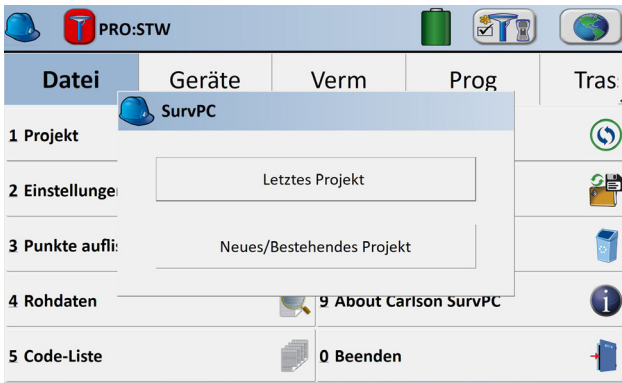 PRO:STW
Datei Geräte Verm Prog Tras
SurvPC
1 Projekt
Letztes Projekt
2 Einstellunge
3 Punkte auflis
Neues/Bestehendes Projekt
4 Rohdaten 9 About Carlson SurvPC
5 Code-Liste 0 Beenden